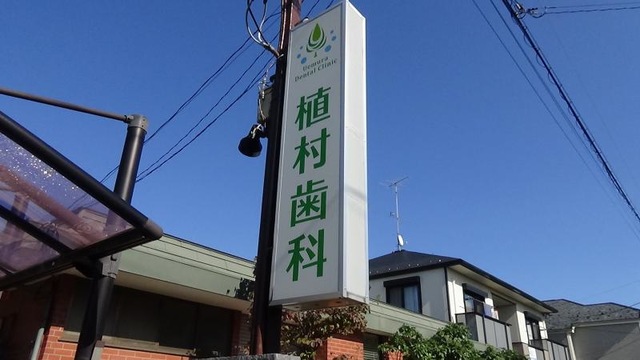 Uemura
Dental Clinic
植村歯科